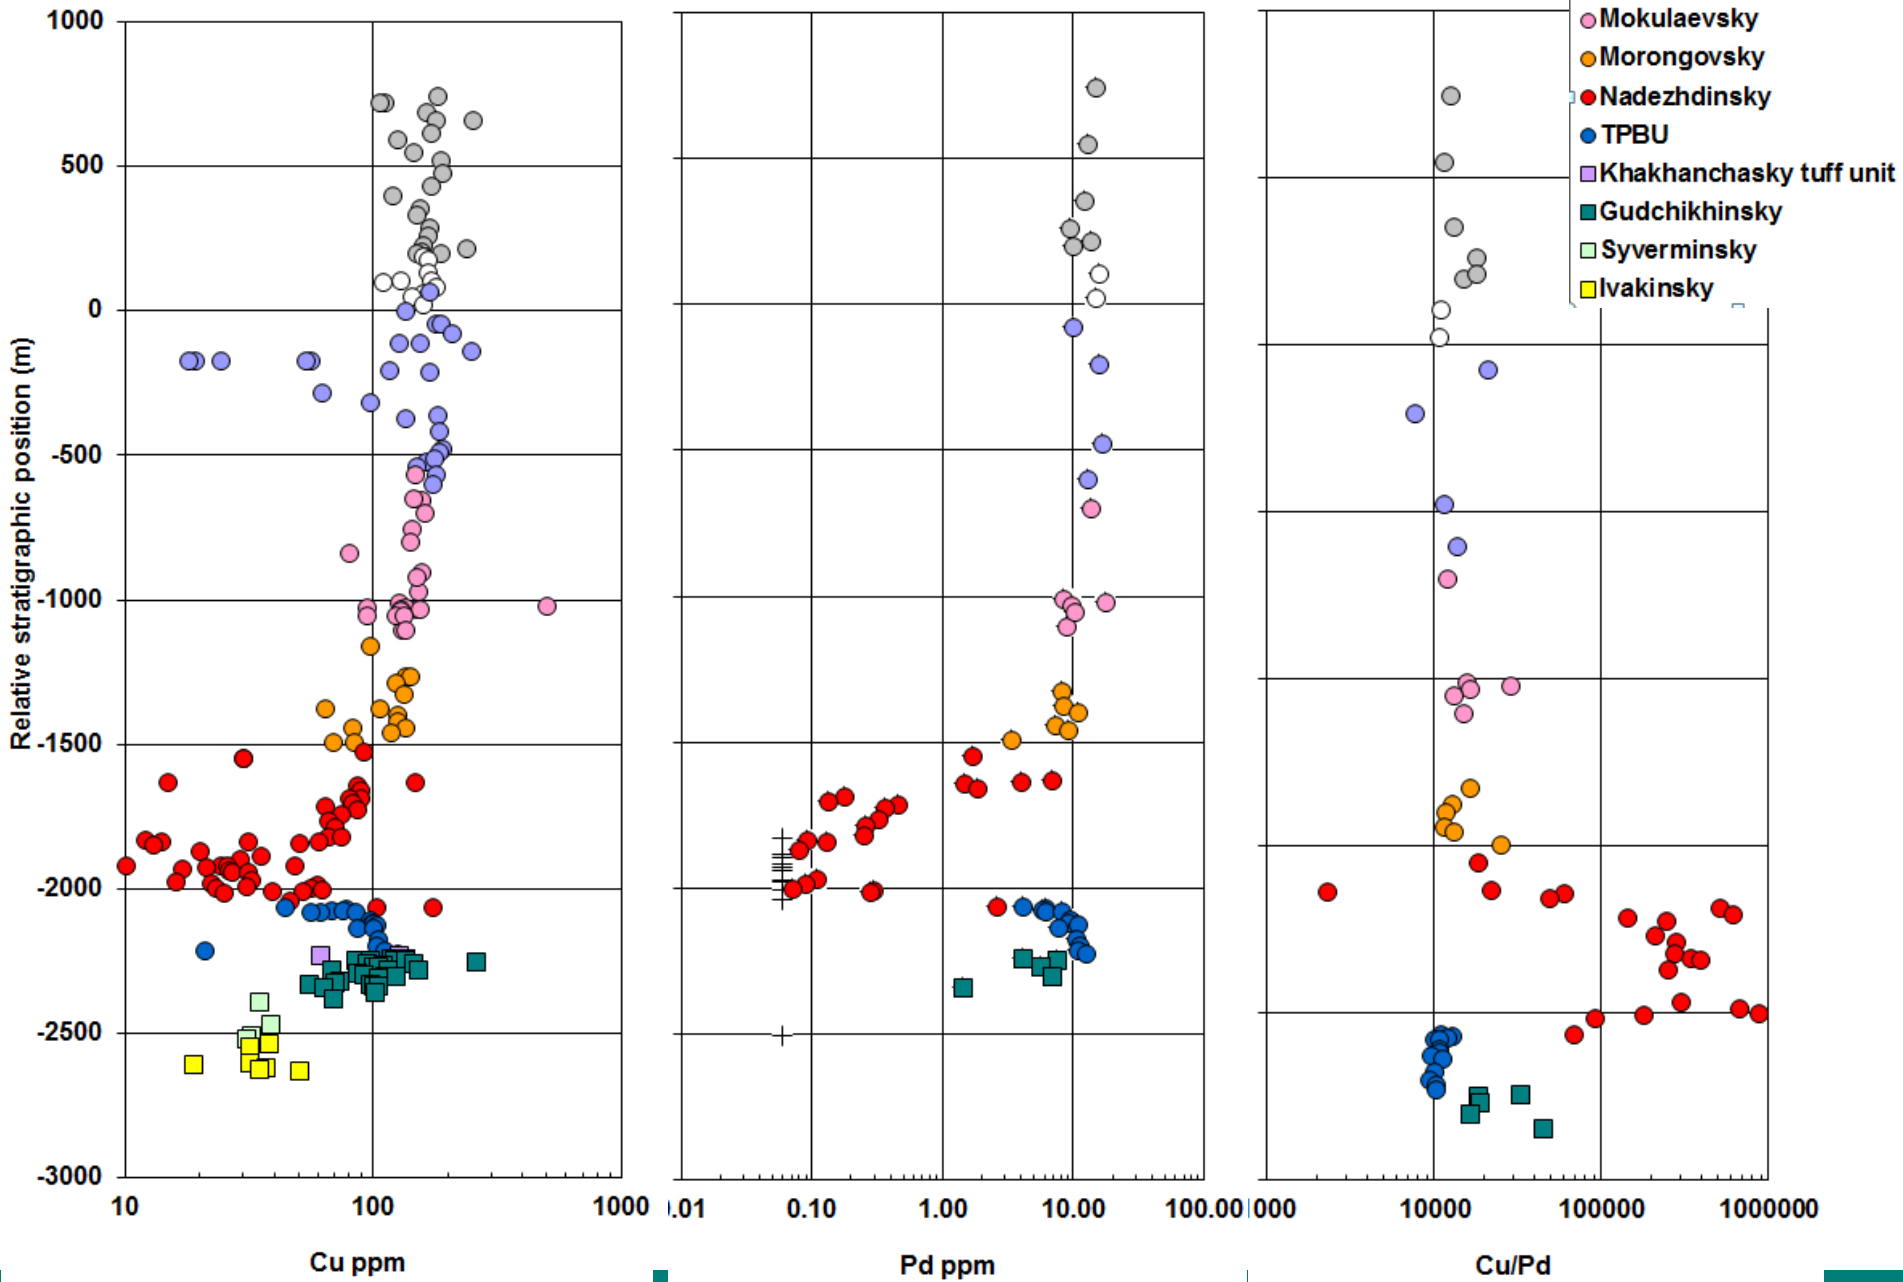 Mokulaevsky
Morongovsky
Nadezhdinsky
TPBU
Khakhanchasky tuff unit
Gudchikhinsky
Syverminsky
Ivakinsky
Relative stratigraphic position (m)
1000
500
0
-500
-1000
-1500
-2000
-2500
-3000
10 100 1000
.01 0.10 1.00 10.00 100.00
000 10000 100000 1000000
Cu ppm
Pd ppm
Cu/Pd